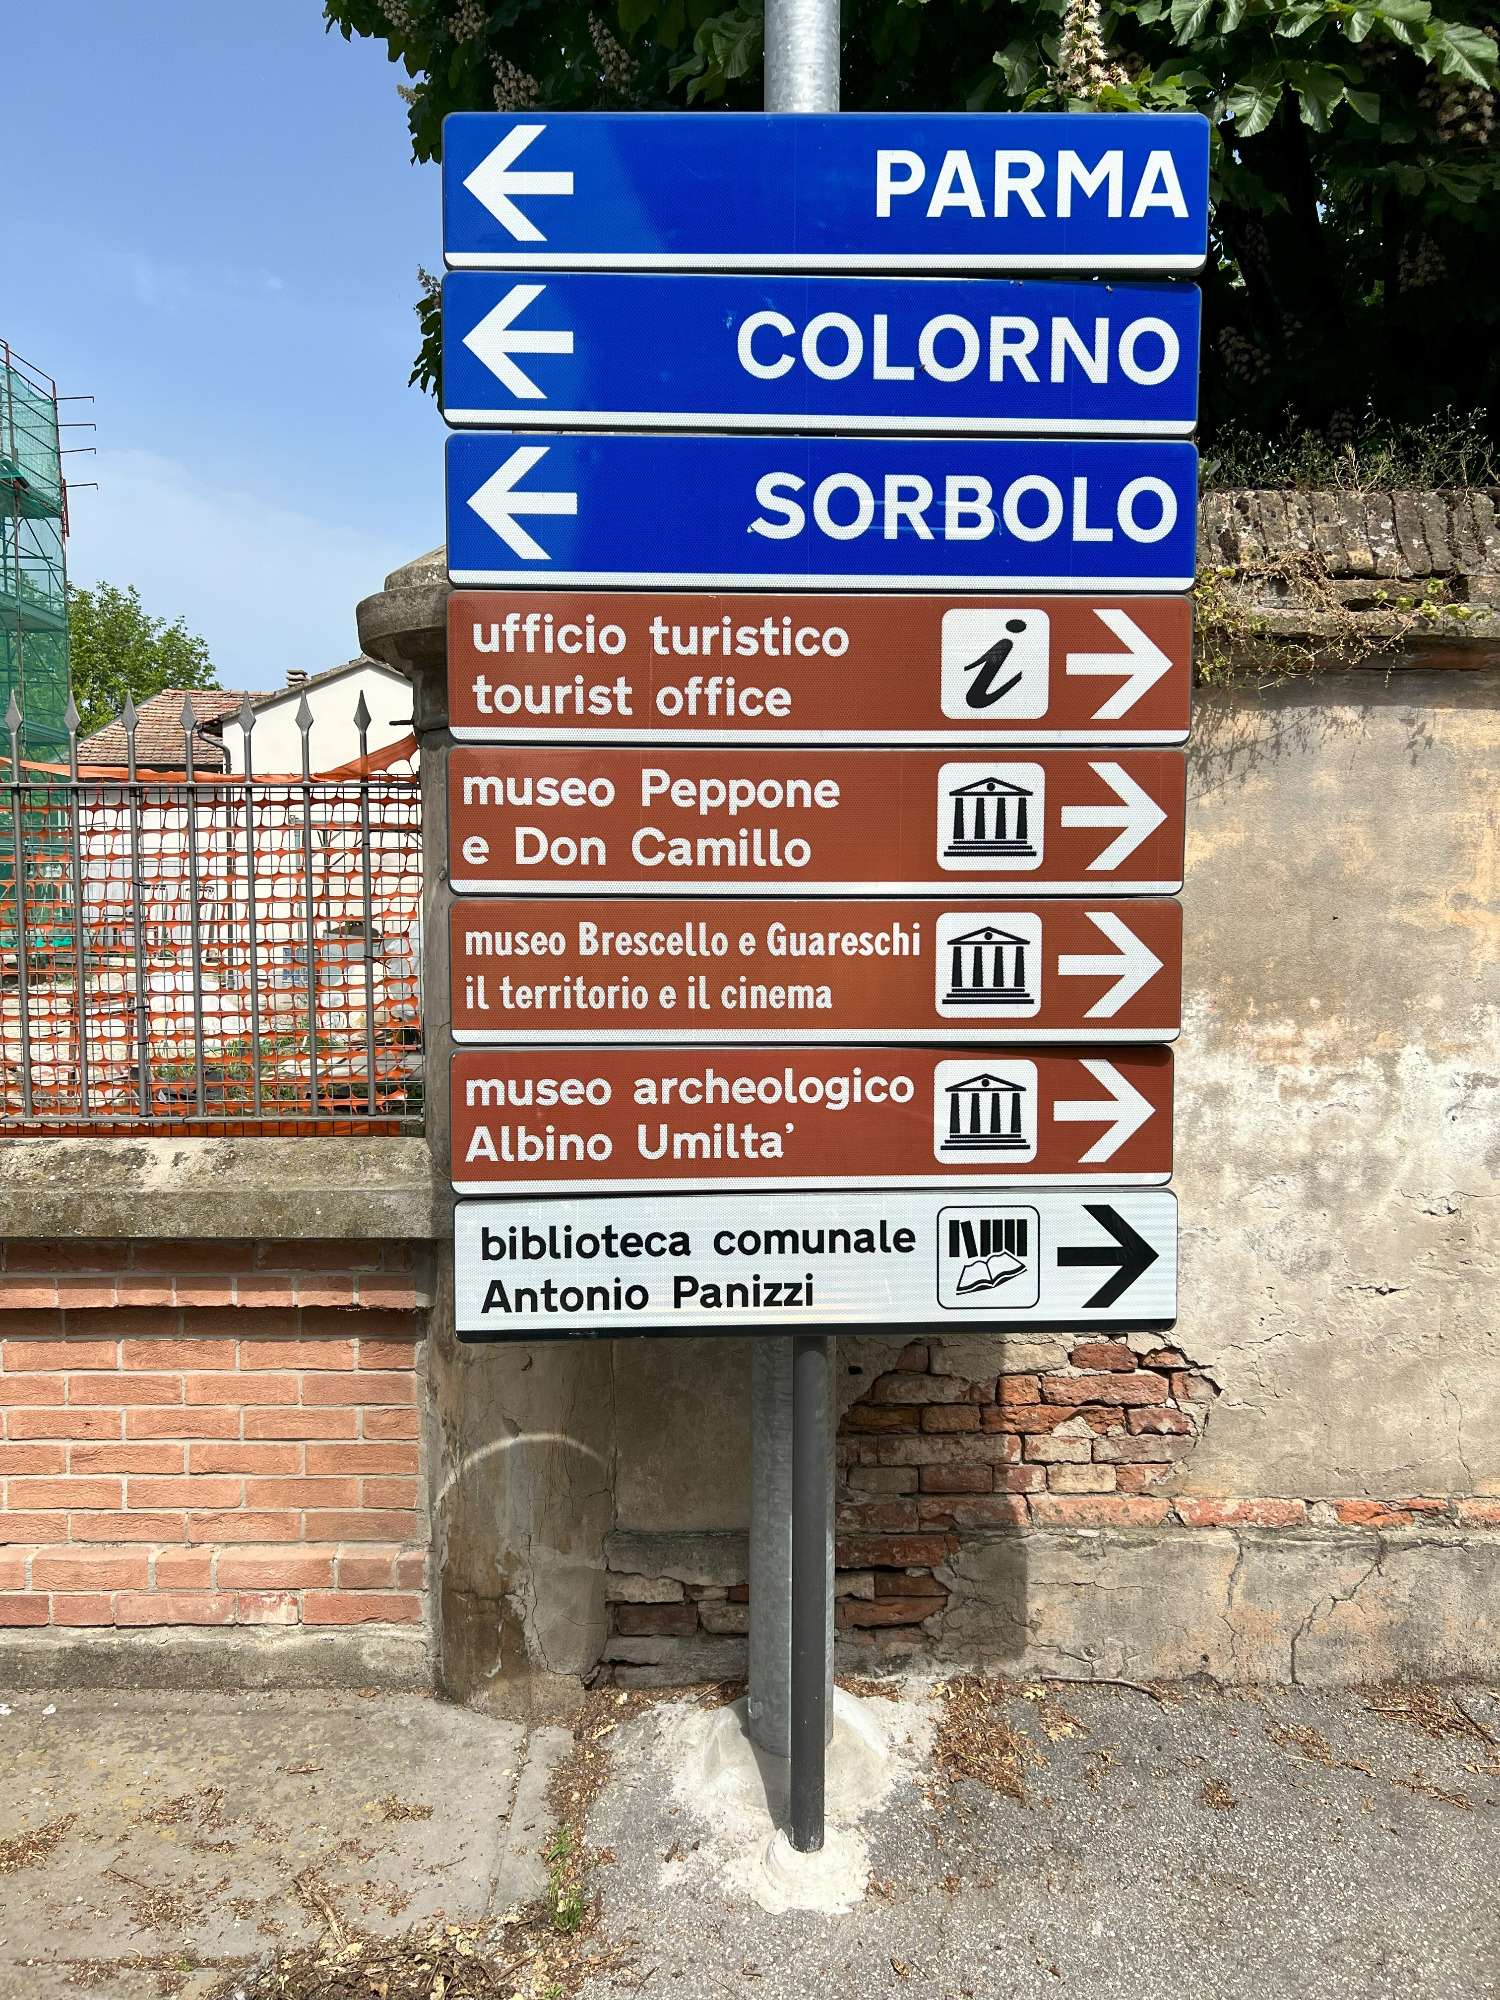 PARMA
COLORNO
SORBOLO
ufficio turistico
tourist office
i
museo Peppone
e Don Camillo
museo Brescello e Guareschi
il territorio e il cinema
museo archeologico
Albino Umilta'
biblioteca comunale
Antonio Panizzi